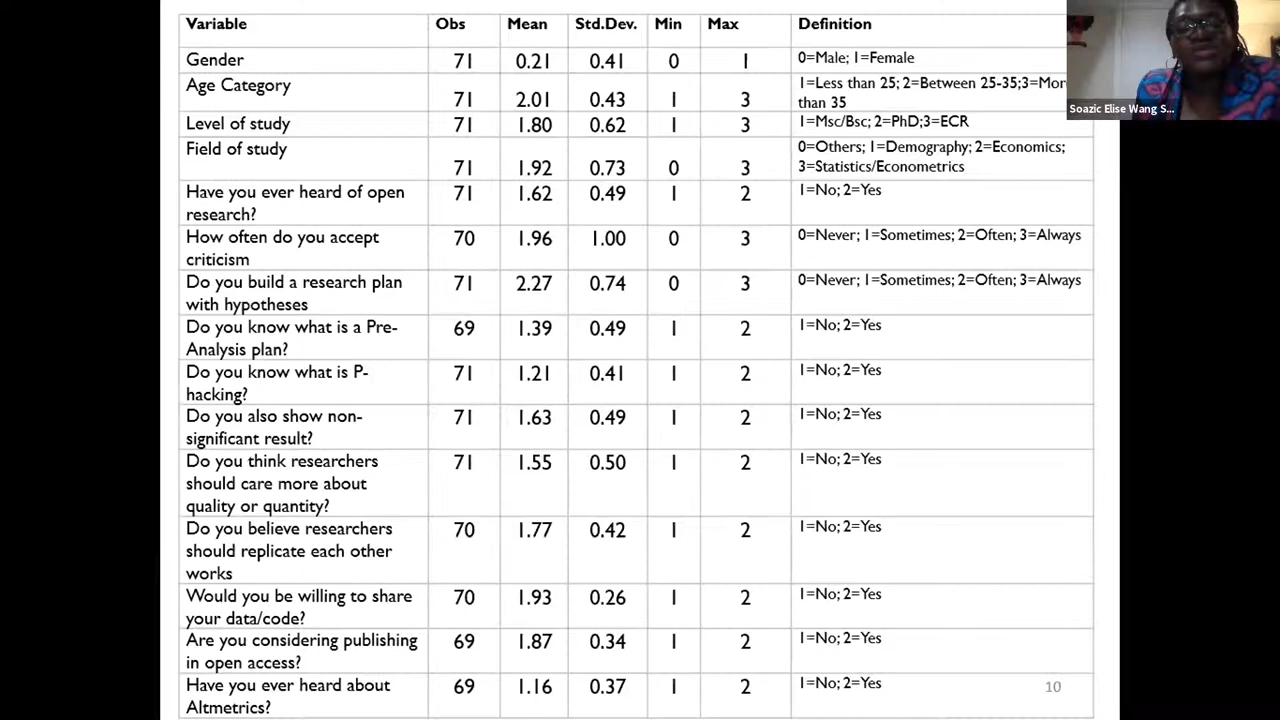 Variable Obs Mean Std.Dev. Min Max Definition
Gender 71 0.21 0.41 0 1 0=Male; 1=Female
Age Category 71 2.01 0.43 1 3 1=Less than 25; 2=Between 25-35;3=Mor
than 35
Level of study 71 1.80 0.62 1 3 1=Msc/Bsc; 2=PhD;3=ECR
Field of study 71 1.92 0.73 0 3 0=Others; 1=Demography; 2=Economics;
3=Statistics/Econometrics
Have you ever heard of open 71 1.62 0.49 1 2 1=No; 2=Yes
research?
How often do you accept 70 1.96 1.00 0 3 0=Never; 1=Sometimes; 2=Often; 3=Always
criticism
Do you build a research plan 71 2.27 0.74 0 3 0=Never; 1=Sometimes; 2=Often; 3=Always
with hypotheses
Do you know what is a Pre- 69 1.39 0.49 1 2 1=No; 2=Yes
Analysis plan?
Do you know what is P- 71 1.21 0.41 1 2 1=No; 2=Yes
hacking?
Do you also show non- 71 1.63 0.49 1 2 1=No; 2=Yes
significant result?
Do you think researchers 71 1.55 0.50 1 2 1=No; 2=Yes
should care more about
quality or quantity?
Do you believe researchers 70 1.77 0.42 1 2 1=No; 2=Yes
should replicate each other
works
Would you be willing to share 70 1.93 0.26 1 2 1=No; 2=Yes
your data/code?
Are you considering publishing 69 1.87 0.34 1 2 1=No; 2=Yes
in open access?
Have you ever heard about 69 1.16 0.37 1 2 1=No; 2=Yes
Altmetrics?
10
Soazic Elise Wang S...